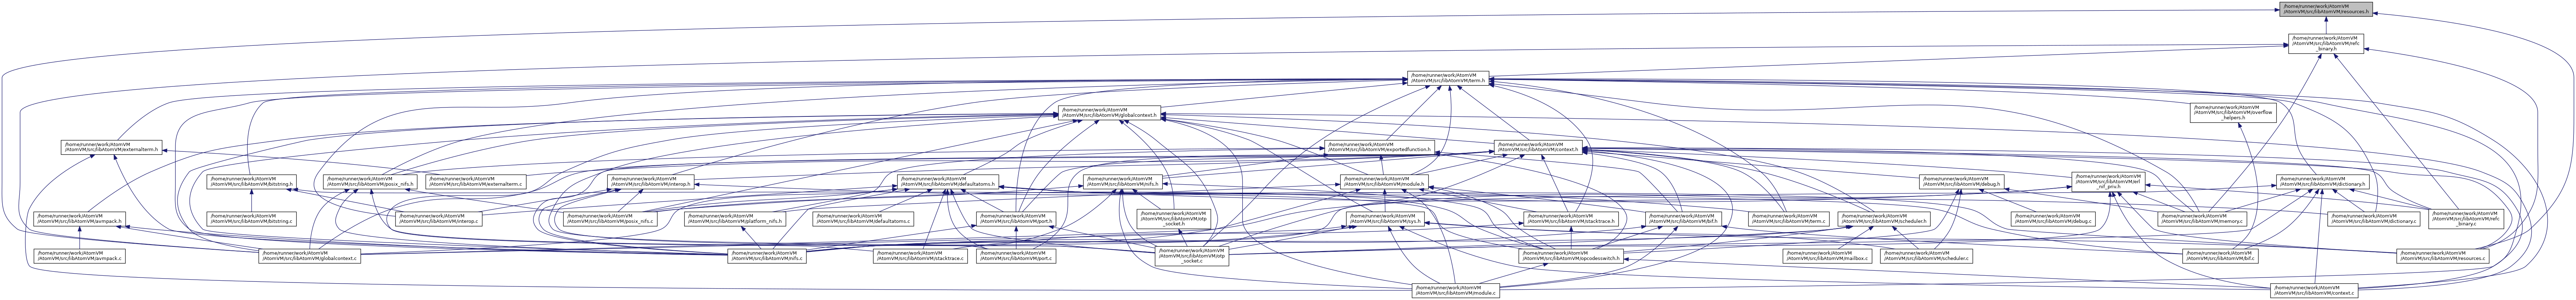 /home/runner/work/AtomVM
/AtomVM/src/libAtomVM/resources.h
/home/runner/work/AtomVM
/AtomVM/src/libAtomVM/refc
_binary.h
/home/runner/work/AtomVM
/AtomVM/src/libAtomVM/term.h
/home/runner/work/AtomVM
/AtomVM/src/libAtomVM/globalcontext.h
/home/runner/work/AtomVM
/AtomVM/src/libAtomVM/overflow
_helpers.h
/home/runner/work/AtomVM
/AtomVM/src/libAtomVM/externalterm.h
/home/runner/work/AtomVM
/AtomVM/src/libAtomVM/exportedfunction.h
/home/runner/work/AtomVM
/AtomVM/src/libAtomVM/context.h
/home/runner/work/AtomVM
/AtomVM/src/libAtomVM/bitstring.h
/home/runner/work/AtomVM
/AtomVM/src/libAtomVM/posix_nifs.h
/home/runner/work/AtomVM
/AtomVM/src/libAtomVM/externalterm.c
/home/runner/work/AtomVM
/AtomVM/src/libAtomVM/interop.h
/home/runner/work/AtomVM
/AtomVM/src/libAtomVM/defaultatoms.h
/home/runner/work/AtomVM
/AtomVM/src/libAtomVM/nifs.h
/home/runner/work/AtomVM
/AtomVM/src/libAtomVM/module.h
/home/runner/work/AtomVM
/AtomVM/src/libAtomVM/debug.h
/home/runner/work/AtomVM
/AtomVM/src/libAtomVM/erl
_nif_priv.h
/home/runner/work/AtomVM
/AtomVM/src/libAtomVM/dictionary.h
/home/runner/work/AtomVM
/AtomVM/src/libAtomVM/avmpack.h
/home/runner/work/AtomVM
/AtomVM/src/libAtomVM/bitstring.c
/home/runner/work/AtomVM
/AtomVM/src/libAtomVM/interop.c
/home/runner/work/AtomVM
/AtomVM/src/libAtomVM/posix_nifs.c
/home/runner/work/AtomVM
/AtomVM/src/libAtomVM/platform_nifs.h
/home/runner/work/AtomVM
/AtomVM/src/libAtomVM/defaultatoms.c
/home/runner/work/AtomVM
/AtomVM/src/libAtomVM/port.h
/home/runner/work/AtomVM
/AtomVM/src/libAtomVM/otp
_socket.h
/home/runner/work/AtomVM
/AtomVM/src/libAtomVM/sys.h
/home/runner/work/AtomVM
/AtomVM/src/libAtomVM/stacktrace.h
/home/runner/work/AtomVM
/AtomVM/src/libAtomVM/bif.h
/home/runner/work/AtomVM
/AtomVM/src/libAtomVM/term.c
/home/runner/work/AtomVM
/AtomVM/src/libAtomVM/scheduler.h
/home/runner/work/AtomVM
/AtomVM/src/libAtomVM/debug.c
/home/runner/work/AtomVM
/AtomVM/src/libAtomVM/memory.c
/home/runner/work/AtomVM
/AtomVM/src/libAtomVM/dictionary.c
/home/runner/work/AtomVM
/AtomVM/src/libAtomVM/refc
_binary.c
/home/runner/work/AtomVM
/AtomVM/src/libAtomVM/avmpack.c
/home/runner/work/AtomVM
/AtomVM/src/libAtomVM/globalcontext.c
/home/runner/work/AtomVM
/AtomVM/src/libAtomVM/nifs.c
/home/runner/work/AtomVM
/AtomVM/src/libAtomVM/stacktrace.c
/home/runner/work/AtomVM
/AtomVM/src/libAtomVM/port.c
/home/runner/work/AtomVM
/AtomVM/src/libAtomVM/otp
_socket.c
/home/runner/work/AtomVM
/AtomVM/src/libAtomVM/opcodesswitch.h
/home/runner/work/AtomVM
/AtomVM/src/libAtomVM/mailbox.c
/home/runner/work/AtomVM
/AtomVM/src/libAtomVM/scheduler.c
/home/runner/work/AtomVM
/AtomVM/src/libAtomVM/bif.c
/home/runner/work/AtomVM
/AtomVM/src/libAtomVM/resources.c
/home/runner/work/AtomVM
/AtomVM/src/libAtomVM/module.c
/home/runner/work/AtomVM
/AtomVM/src/libAtomVM/context.c